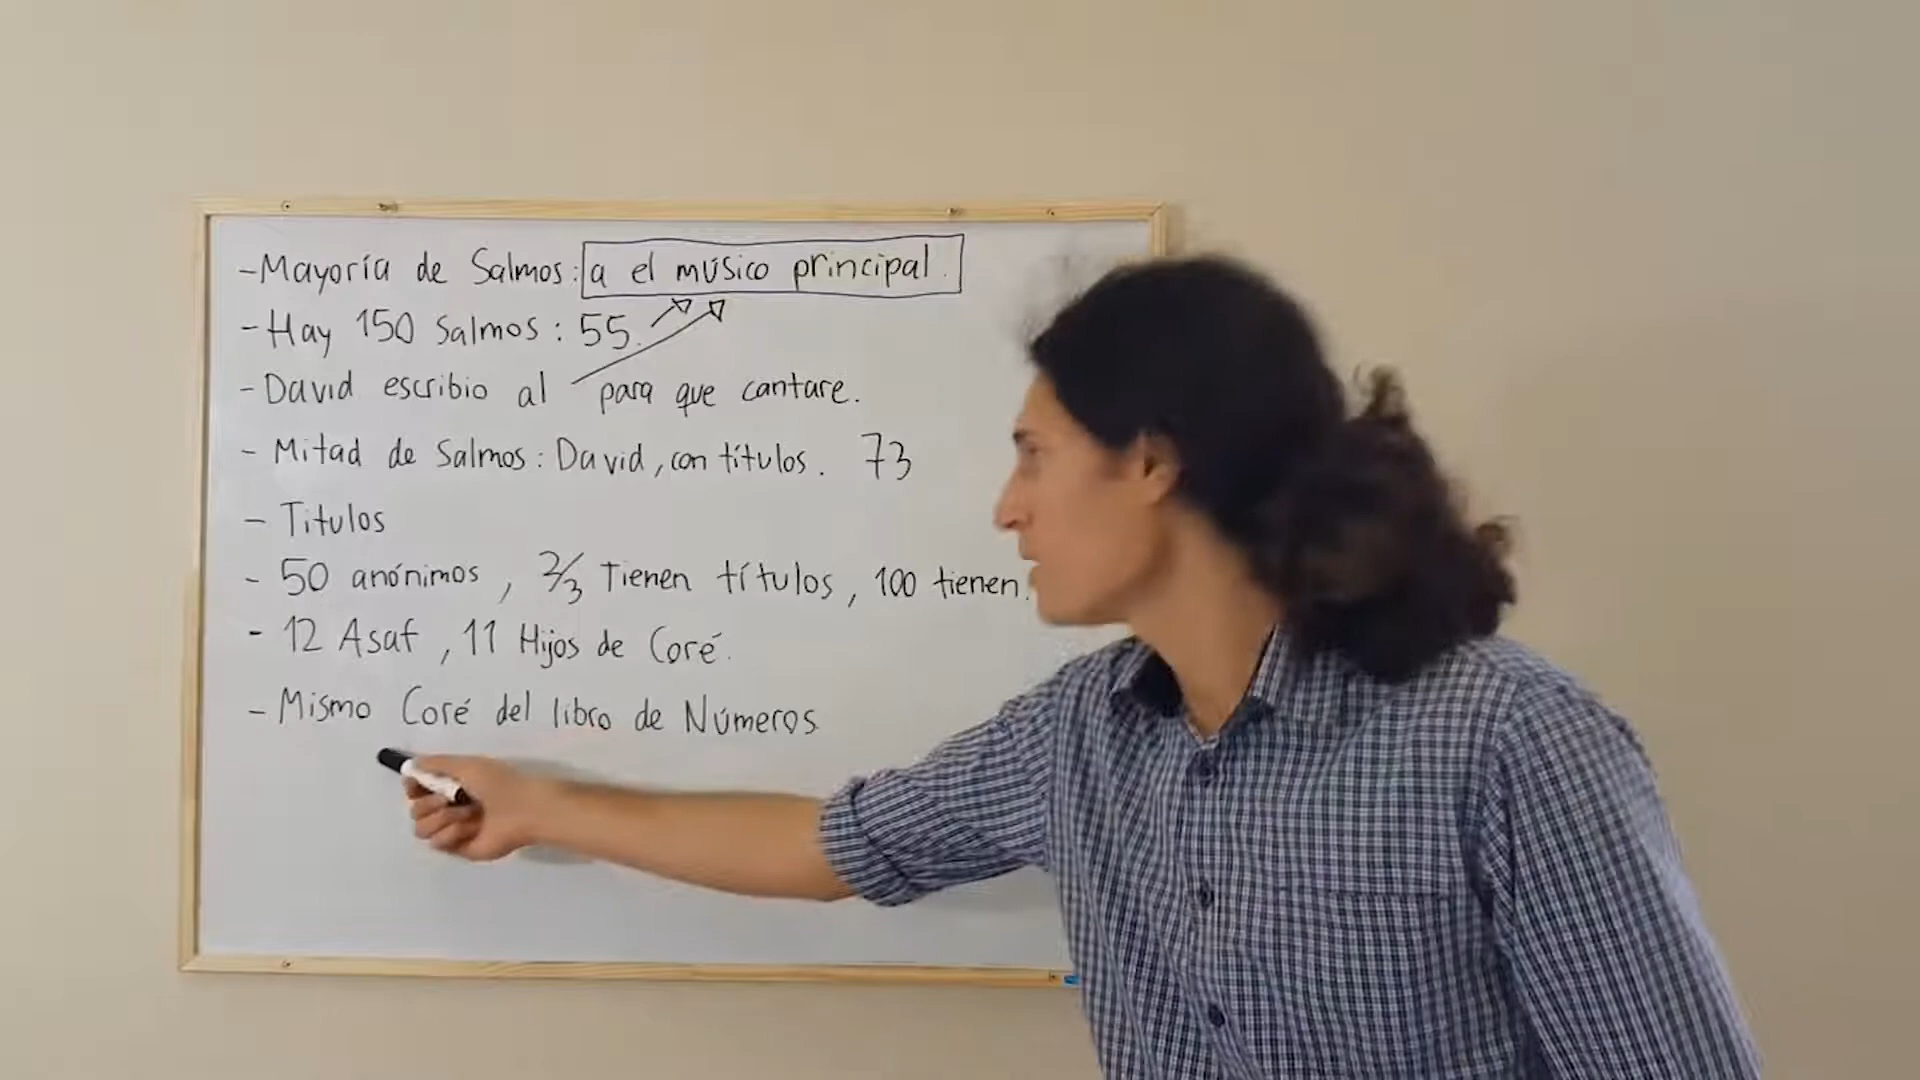 -Mayoría de Salmos: a el músico principal.
-Hay 150 Salmos: 55.
-David escribio al para que cantare.
- Mitad de Salmos: David, con títulos. 73
- Titulos
- 50 anónimos, 2/3 Tienen títulos, 100 tienen.
- 12 Asaf, 11 Hijos de Coré.
- Mismo Coré del libro de Números